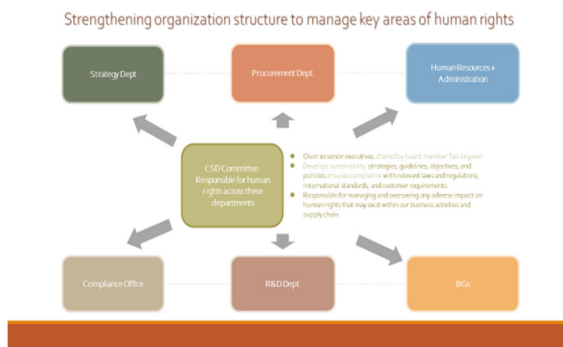 Strengthening organization structure to manage key areas of human rights
Strategy Dept
Procurement Dept.
Human Resources +
Administration
CSD Committee:
Responsible for human
rights across these
departments
Over 10 senior executives chaired by board member Tao Jingwen
Develops sustainability strategies, guidelines, objectives, and
policies ensures compliance with relevant laws and regulations,
international standards, and customer requirements.
Responsible for managing and overseeing any adverse impact on
human rights that may exist within our business activities and
supply chain
Compliance Office
R&D Dept.
BGs